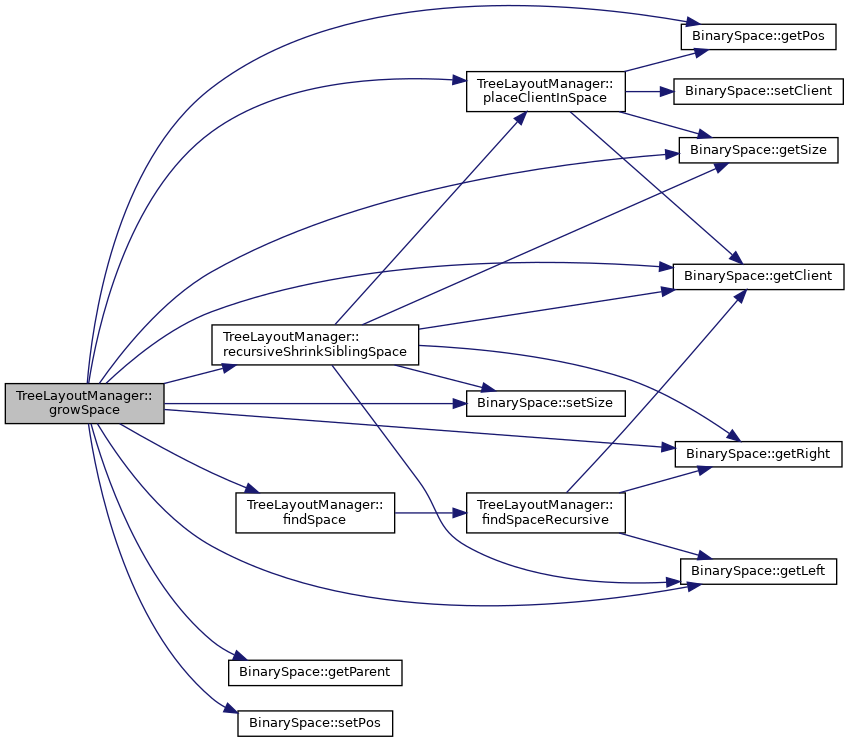 BinarySpace::getPos
TreeLayoutManager::
placeClientInSpace
BinarySpace::setClient
BinarySpace::getSize
BinarySpace::getClient
TreeLayoutManager::
recursiveShrinkSiblingSpace
TreeLayoutManager::
growSpace
BinarySpace::setSize
BinarySpace::getRight
TreeLayoutManager::
findSpace
TreeLayoutManager::
findSpaceRecursive
BinarySpace::getLeft
BinarySpace::getParent
BinarySpace::setPos